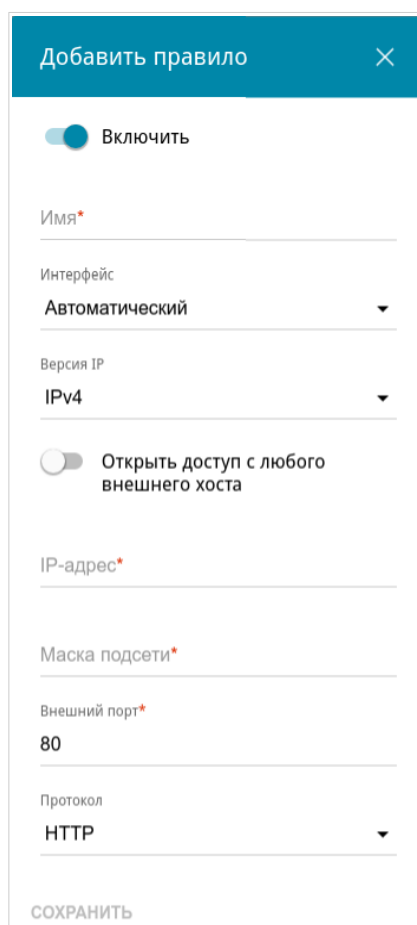 Добавить правило
Включить
Имя*
Интерфейс
Автоматический
Версия IP
IPv4
Открыть доступ с любого
внешнего хоста
IP-адрес*
Маска подсети*
Внешний порт*
80
Протокол
HTTP
СОХРАНИТЬ